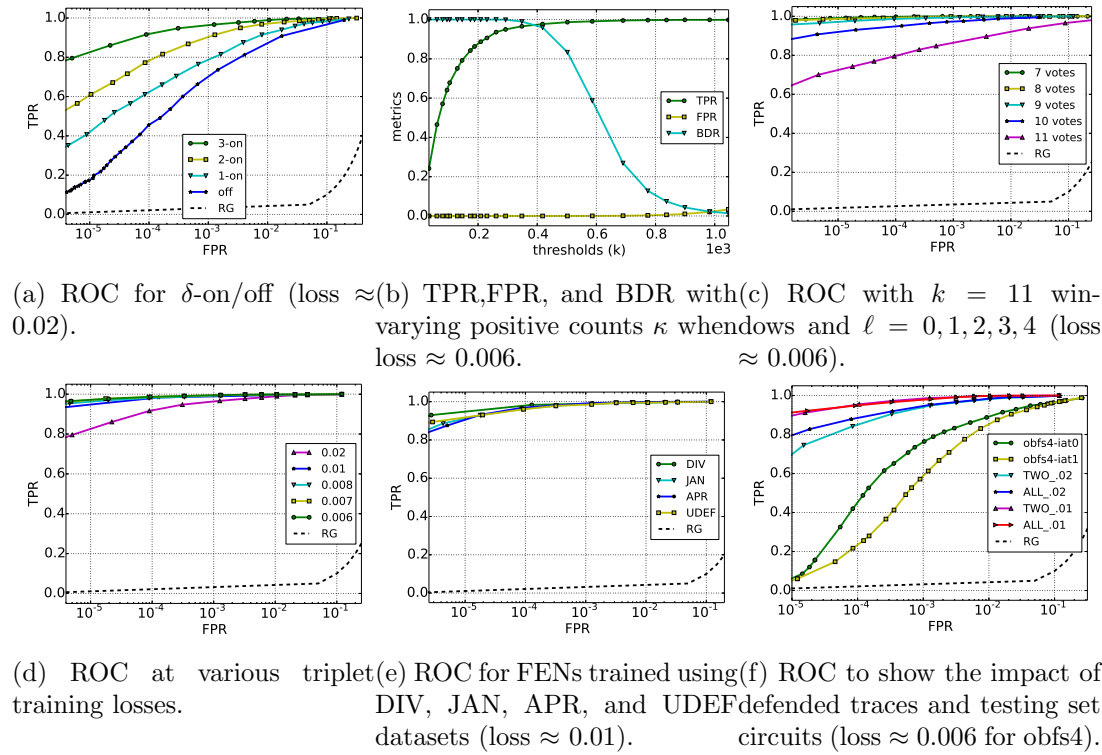 1.0
0.8
0.6
0.4
0.2
0.0
TPR
10⁻⁵ 10⁻⁴ 10⁻³ 10⁻² 10⁻¹
FPR
3-on
2-on
1-on
off
RG
1.0
0.8
0.6
0.4
0.2
0.0
metrics
0.2 0.4 0.6 0.8 1.0
1e3
thresholds (k)
TPR
FPR
BDR
1.0
0.8
0.6
0.4
0.2
0.0
TPR
10⁻⁵ 10⁻⁴ 10⁻³ 10⁻² 10⁻¹
FPR
7 votes
8 votes
9 votes
10 votes
11 votes
RG
(a) ROC for δ-on/off (loss ≈
0.02).
(b) TPR,FPR, and BDR with
varying positive counts κ when
loss ≈ 0.006.
(c) ROC with k = 11 win-
dows and ℓ = 0, 1, 2, 3, 4 (loss
≈ 0.006).
1.0
0.8
0.6
0.4
0.2
0.0
TPR
10⁻⁵ 10⁻⁴ 10⁻³ 10⁻² 10⁻¹
FPR
0.02
0.01
0.008
0.007
0.006
RG
1.0
0.8
0.6
0.4
0.2
0.0
TPR
10⁻⁵ 10⁻⁴ 10⁻³ 10⁻² 10⁻¹
FPR
DIV
JAN
APR
UDEF
RG
1.0
0.8
0.6
0.4
0.2
0.0
TPR
10⁻⁵ 10⁻⁴ 10⁻³ 10⁻² 10⁻¹
FPR
obfs4-iat0
obfs4-iat1
TWO_.02
ALL_.02
TWO_.01
ALL_.01
RG
(d) ROC at various triplet
training losses.
(e) ROC for FENs trained using
DIV, JAN, APR, and UDEF
datasets (loss ≈ 0.01).
(f) ROC to show the impact of
defended traces and testing set
circuits (loss ≈ 0.006 for obfs4).